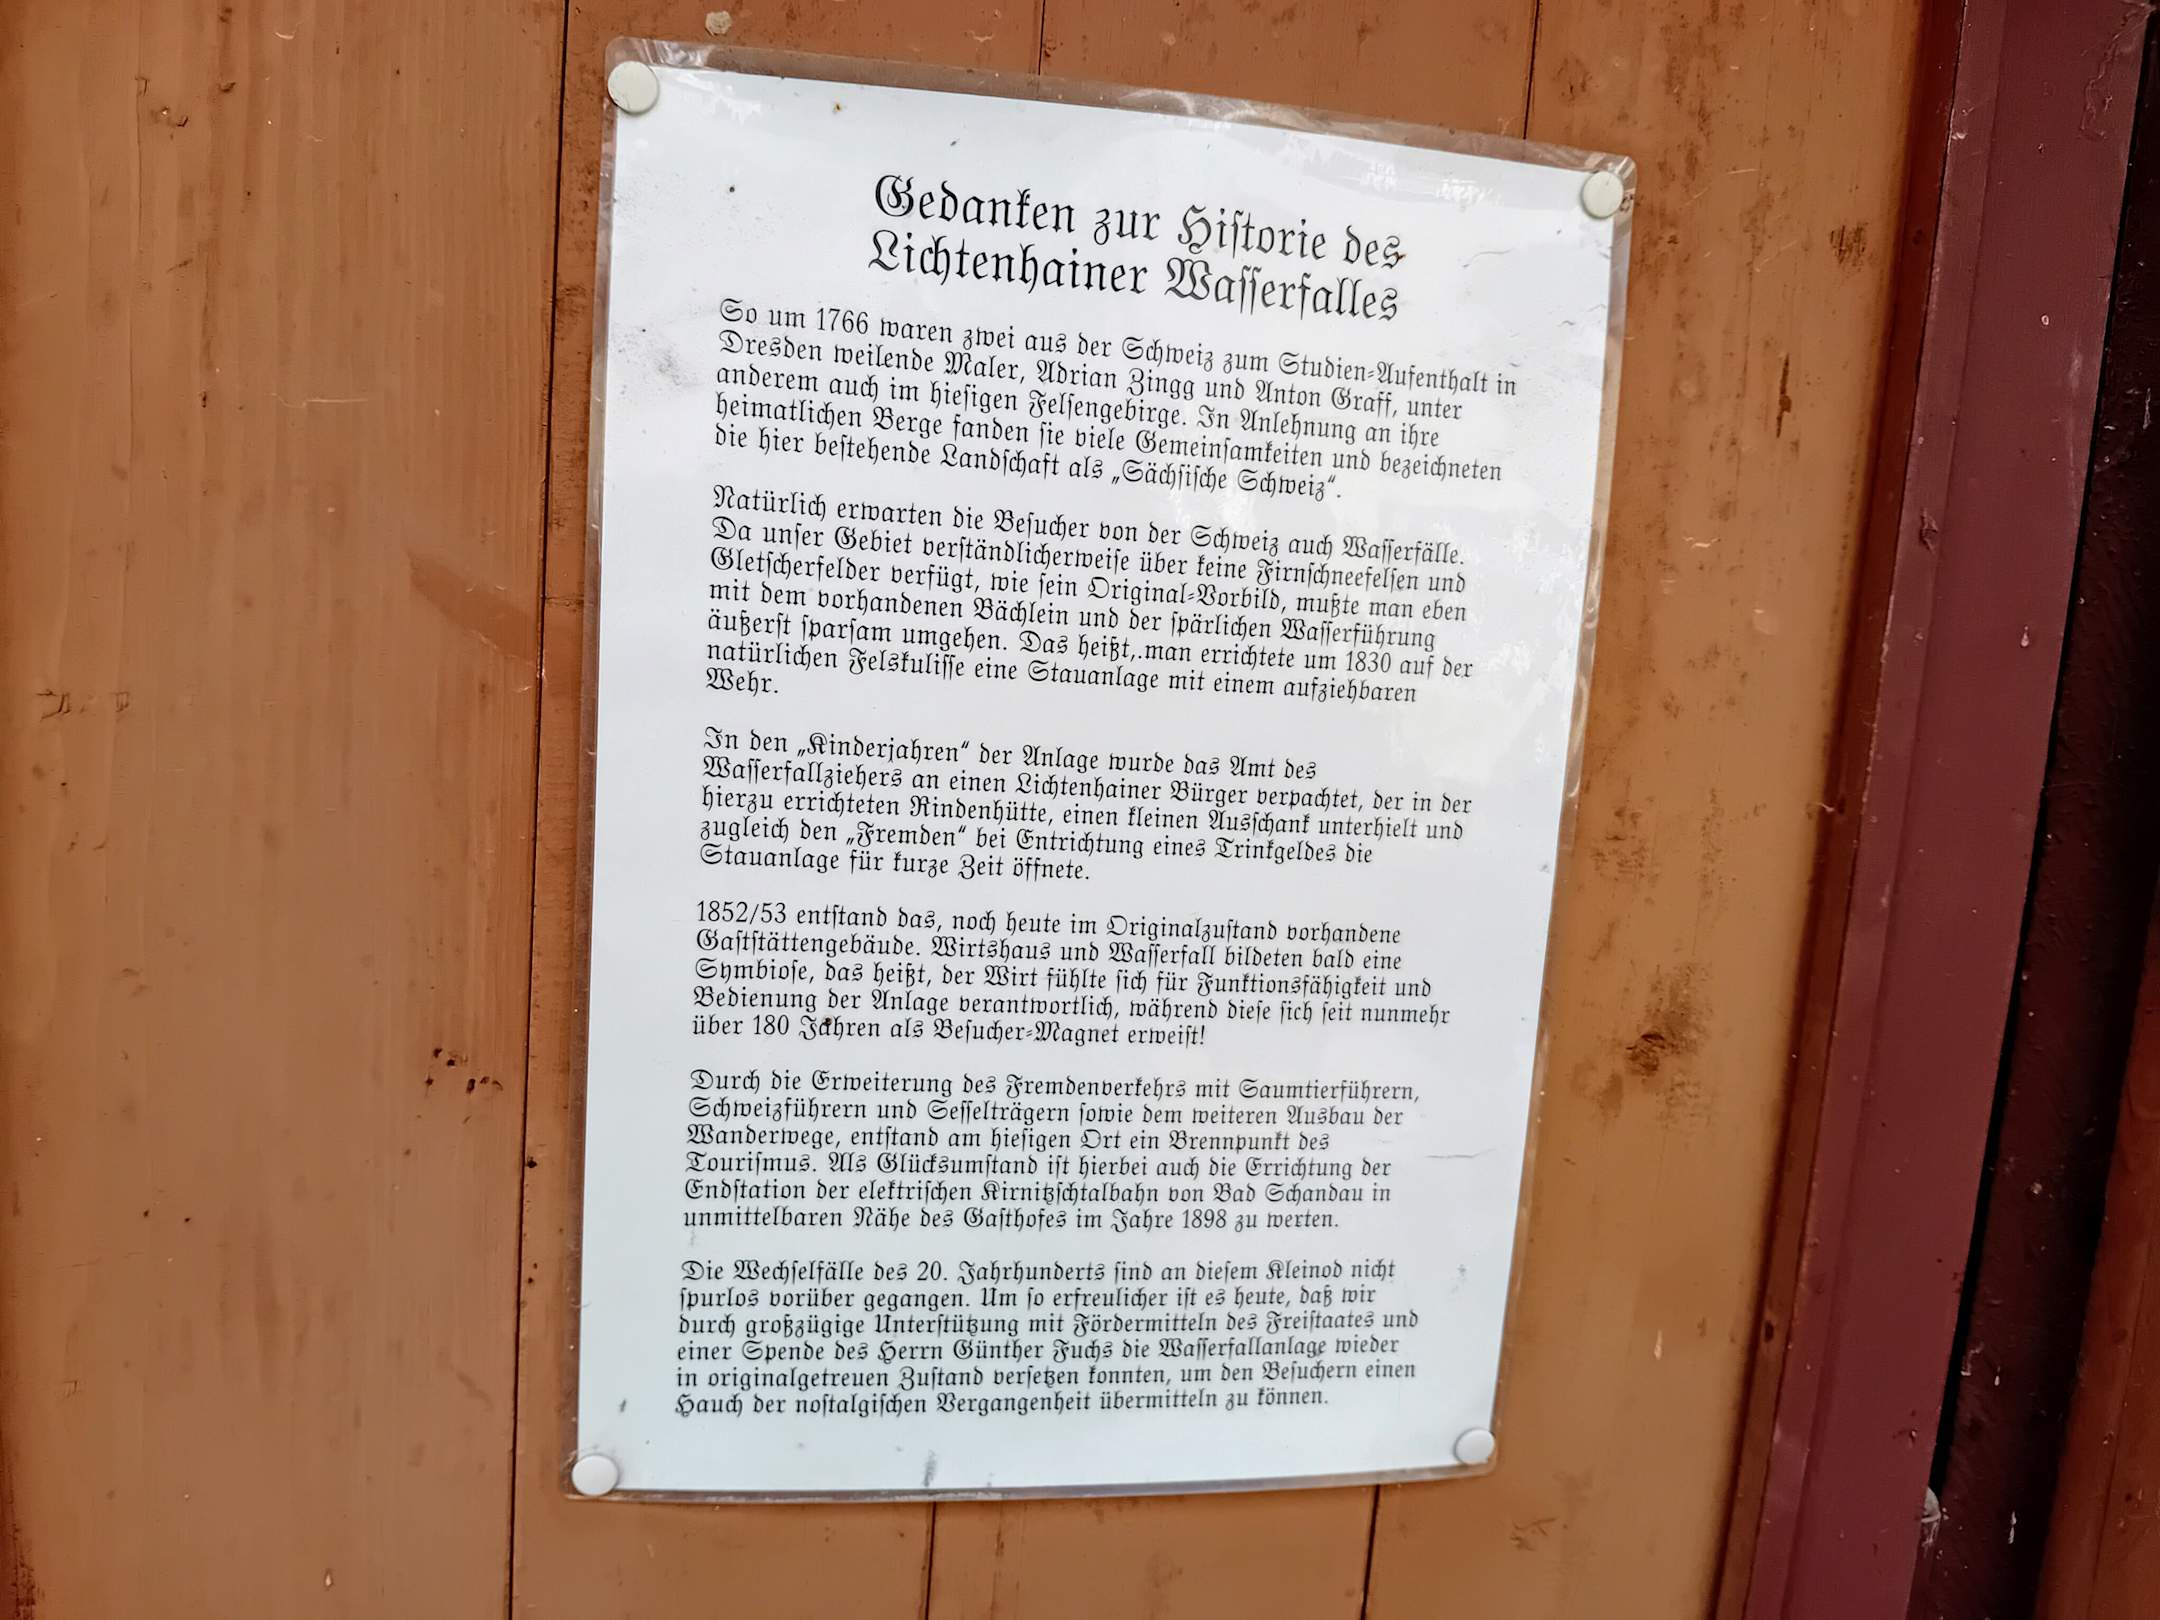 Gedanken zur Hiſtorie des
Lichtenhainer Waſſerfalles
So um 1766 waren zwei aus der Schweiz zum Studien-Aufenthalt in
Dresden weilende Maler, Adrian Zingg und Anton Graff, unter
anderem auch im hieſigen Felſengebirge. In Anlehnung an ihre
heimatlichen Berge fanden ſie viele Gemeinſamkeiten und bezeichneten
die hier beſtehende Landſchaft als „Sächſiſche Schweiz“.
Natürlich erwarten die Beſucher von der Schweiz auch Waſſerfälle.
Da unſer Gebiet verſtändlicherweiſe über keine Firnſchneefelſen und
Gletſcherfelder verfügt, wie ſein Original-Vorbild, mußte man eben
mit dem vorhandenen Bächlein und der ſpärlichen Waſſerführung
äußerſt ſparſam umgehen. Das heißt,.man errichtete um 1830 auf der
natürlichen Felskuliſſe eine Stauanlage mit einem aufziehbaren
Wehr.
In den „Kinderjahren“ der Anlage wurde das Amt des
Waſſerfallziehers an einen Lichtenhainer Bürger verpachtet, der in der
hierzu errichteten Rindenhütte, einen kleinen Ausſchank unterhielt und
zugleich den „Fremden“ bei Entrichtung eines Trinkgeldes die
Stauanlage für kurze Zeit öffnete.
1852/53 entſtand das, noch heute im Originalzuſtand vorhandene
Gaſtſtättengebäude. Wirtshaus und Waſſerfall bildeten bald eine
Symbioſe, das heißt, der Wirt fühlte ſich für Funktionsfähigkeit und
Bedienung der Anlage verantwortlich, während dieſe ſich ſeit nunmehr
über 180 Jahren als Beſucher-Magnet erweiſt!
Durch die Erweiterung des Fremdenverkehrs mit Saumtierführern,
Schweizführern und Seſſelträgern ſowie dem weiteren Ausbau der
Wanderwege, entſtand am hieſigen Ort ein Brennpunkt des
Touriſmus. Als Glücksumſtand iſt hierbei auch die Errichtung der
Endſtation der elektriſchen Kirnitzſchtalbahn von Bad Schandau in
unmittelbaren Nähe des Gaſthofes im Jahre 1898 zu werten.
Die Wechſelfälle des 20. Jahrhunderts ſind an dieſem Kleinod nicht
ſpurlos vorüber gegangen. Um ſo erfreulicher iſt es heute, daß wir
durch großzügige Unterſtützung mit Fördermitteln des Freiſtaates und
einer Spende des Herrn Günther Fuchs die Waſſerfallanlage wieder
in originalgetreuen Zuſtand verſetzen konnten, um den Beſuchern einen
Hauch der noſtalgiſchen Vergangenheit übermitteln zu können.